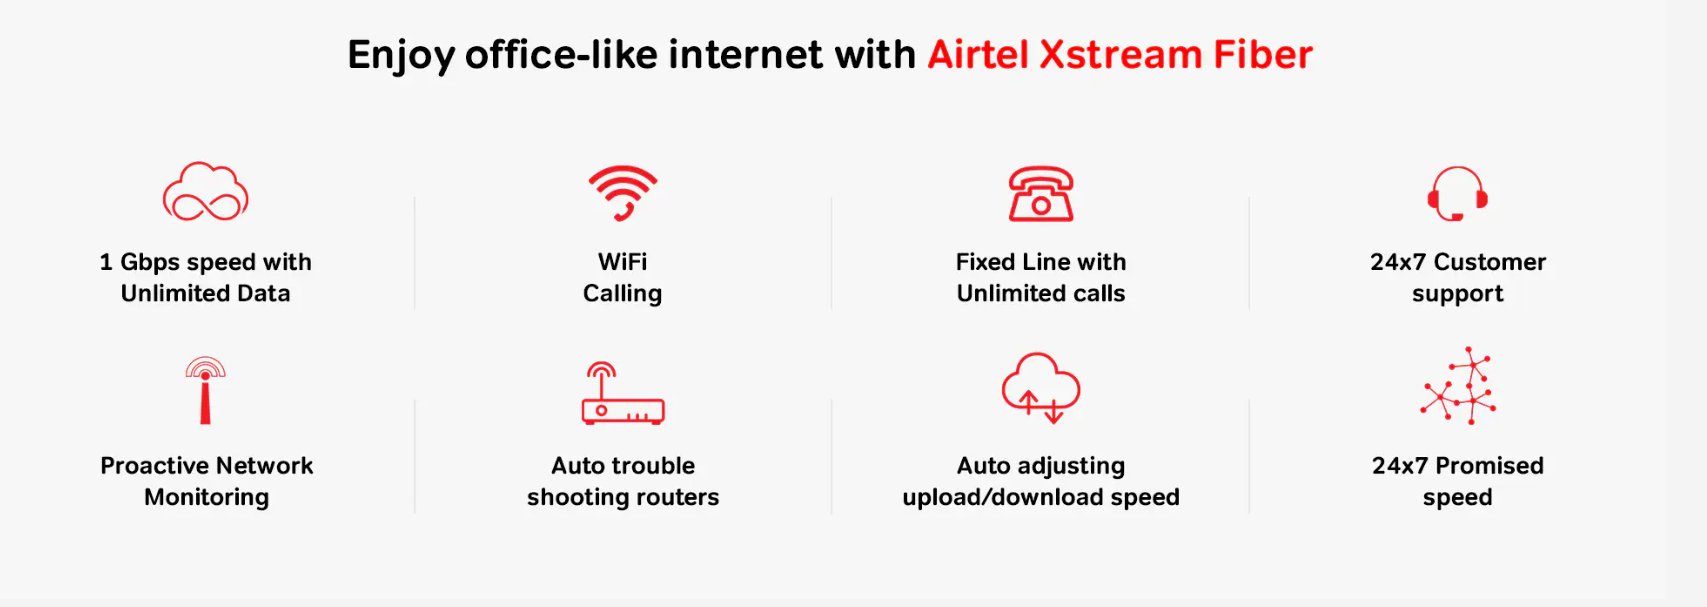 Enjoy office-like internet with Airtel Xstream Fiber
1 Gbps speed with
Unlimited Data
WiFi
Calling
Fixed Line with
Unlimited calls
24x7 Customer
support
Proactive Network
Monitoring
Auto trouble
shooting routers
Auto adjusting
upload/download speed
24x7 Promised
speed